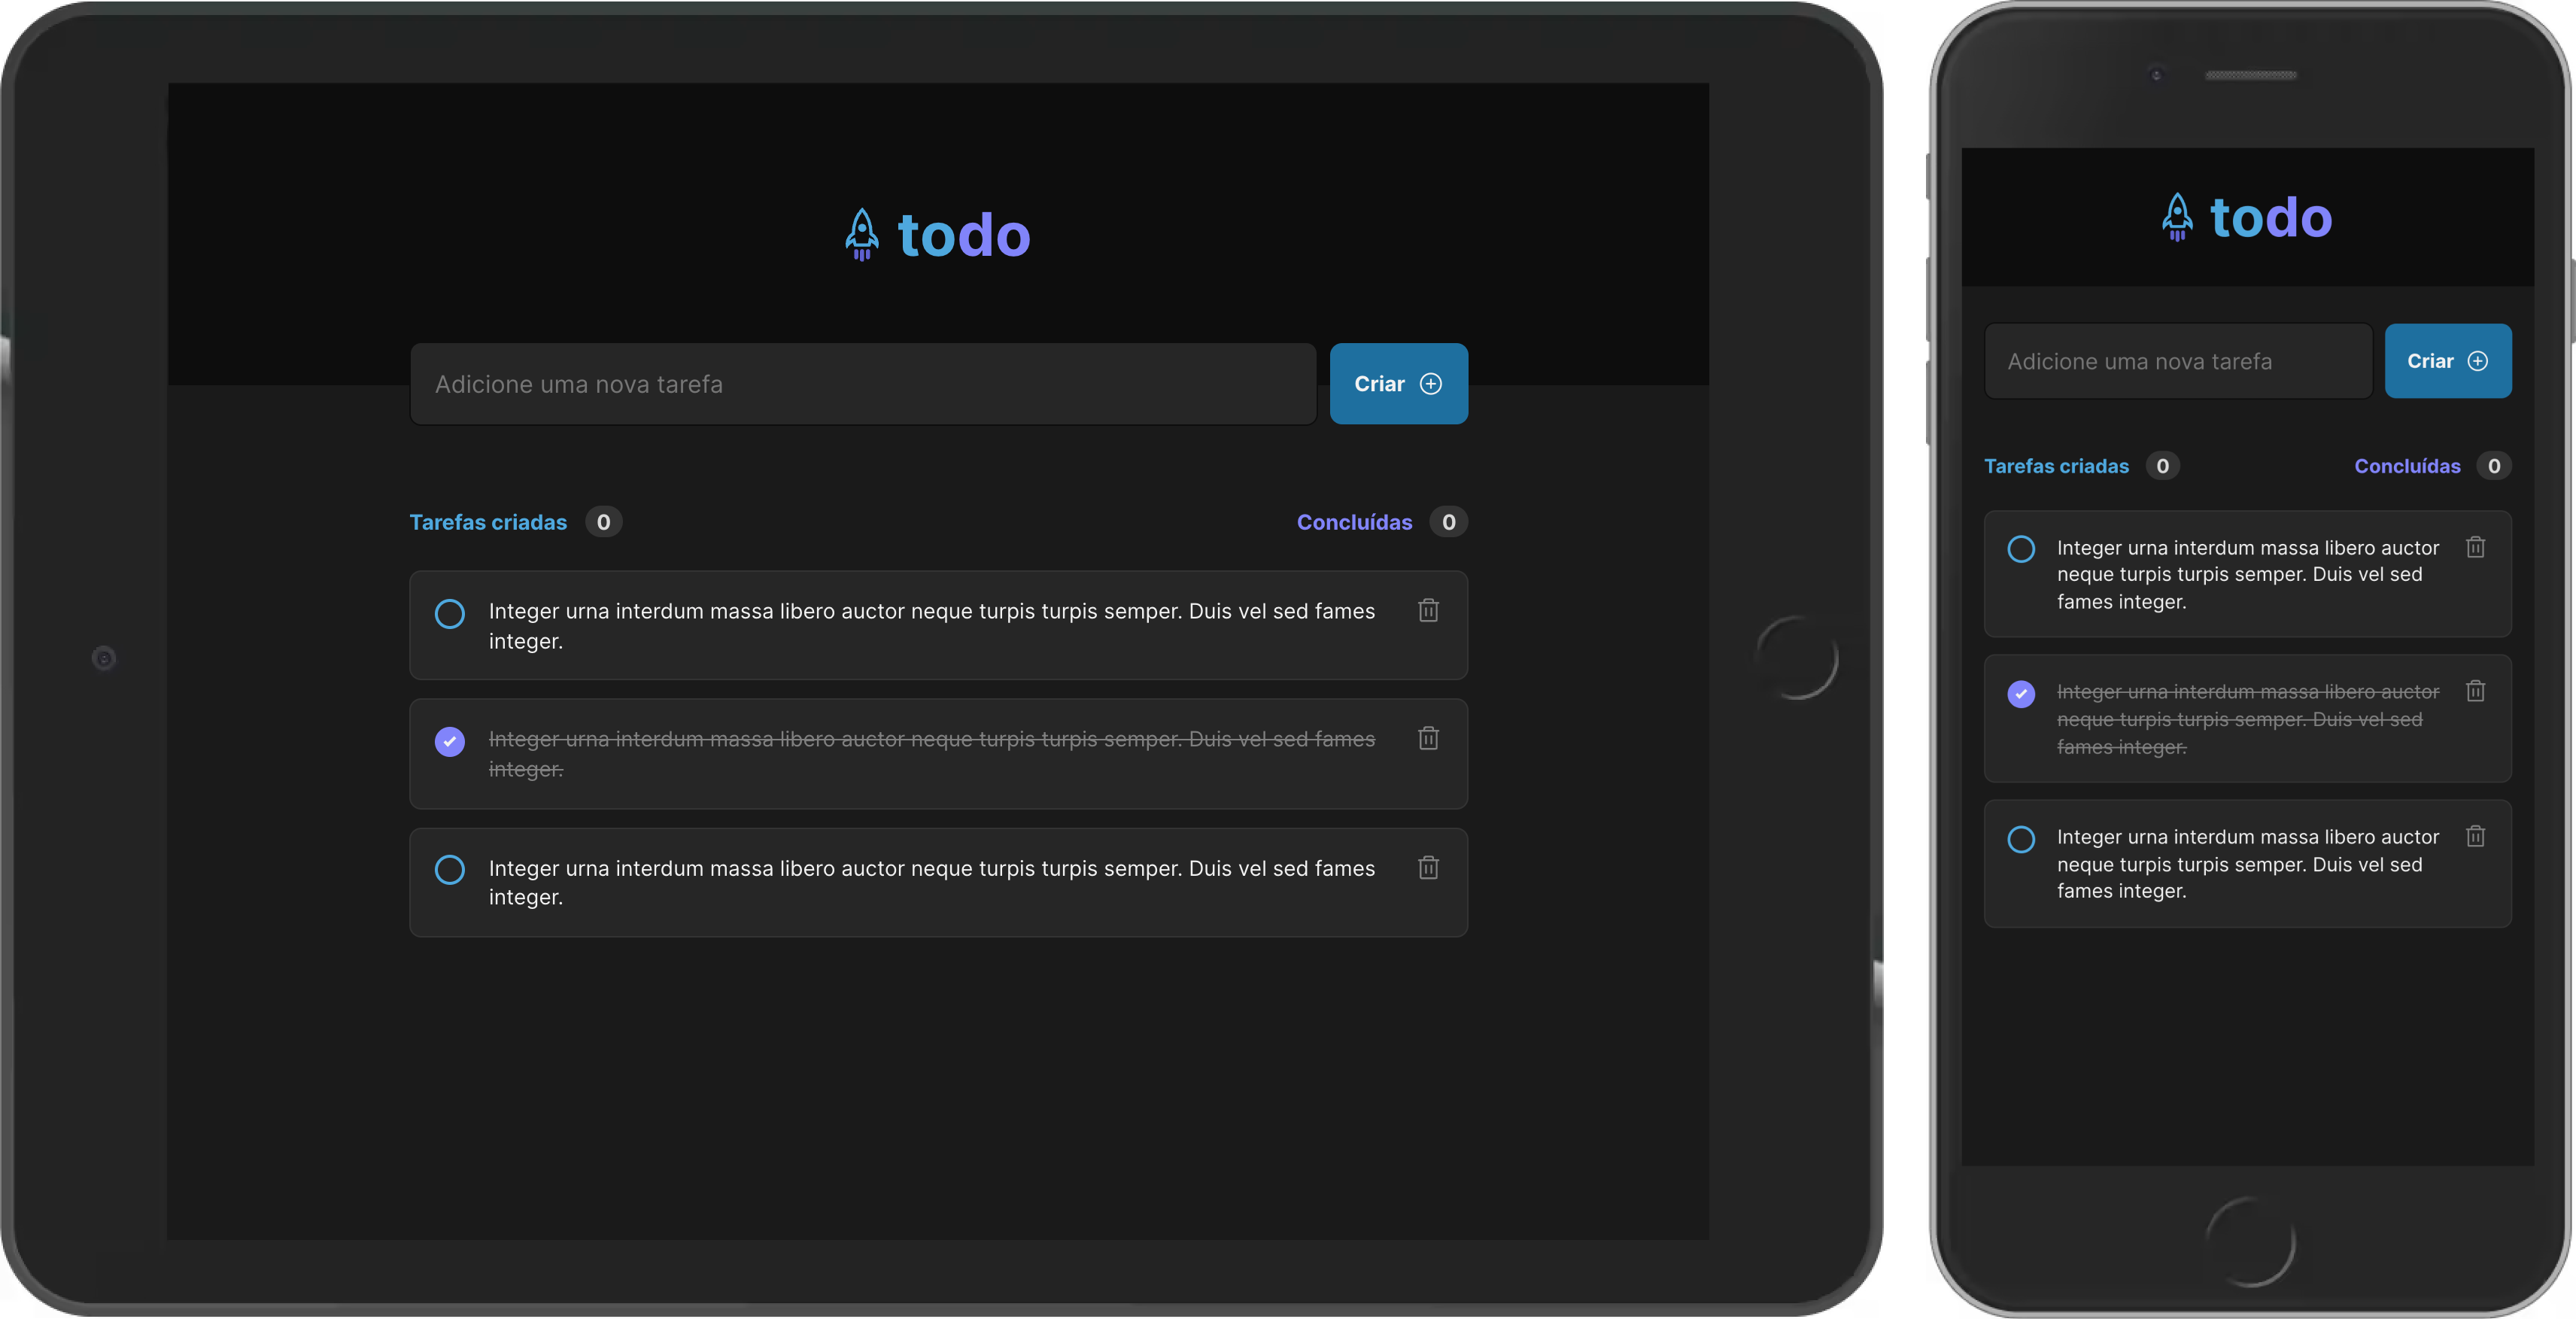 todo
Adicione uma nova tarefa
Criar
Tarefas criadas 0
Concluídas 0
Integer urna interdum massa libero auctor neque turpis turpis semper. Duis vel sed fames
integer.
Integer urna interdum massa libero auctor neque turpis turpis semper. Duis vel sed fames
integer.
Integer urna interdum massa libero auctor neque turpis turpis semper. Duis vel sed fames
integer.
todo
Adicione uma nova tarefa
Criar
Tarefas criadas 0
Concluídas 0
Integer urna interdum massa libero auctor
neque turpis turpis semper. Duis vel sed
fames integer.
Integer urna interdum massa libero auctor
neque turpis turpis semper. Duis vel sed
fames integer.
Integer urna interdum massa libero auctor
neque turpis turpis semper. Duis vel sed
fames integer.